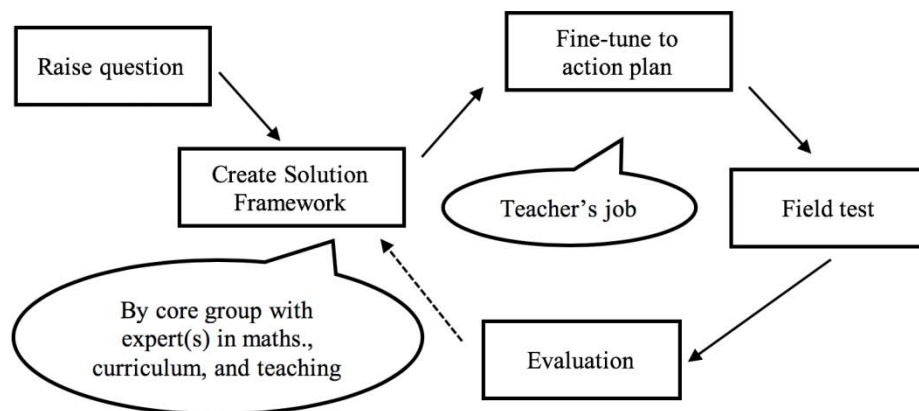 Raise question
Fine-tune to
action plan
Create Solution
Framework
Teacher’s job
Field test
By core group with
expert(s) in maths.,
curriculum, and teaching
Evaluation